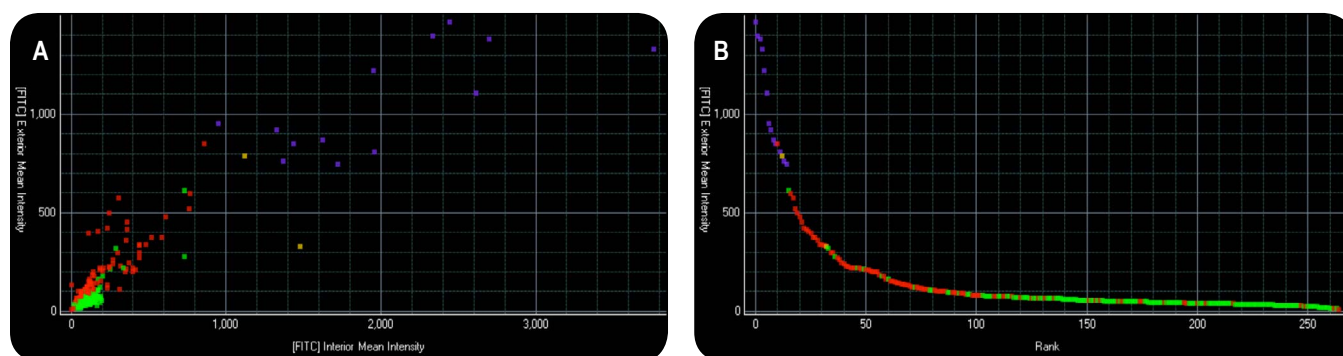 A
[FITC] Exterior Mean Intensity
1,000
500
0
0 1,000 2,000 3,000
[FITC] Interior Mean Intensity
B
[FITC] Exterior Mean Intensity
1,000
500
0
0 50 100 150 200 250
Rank